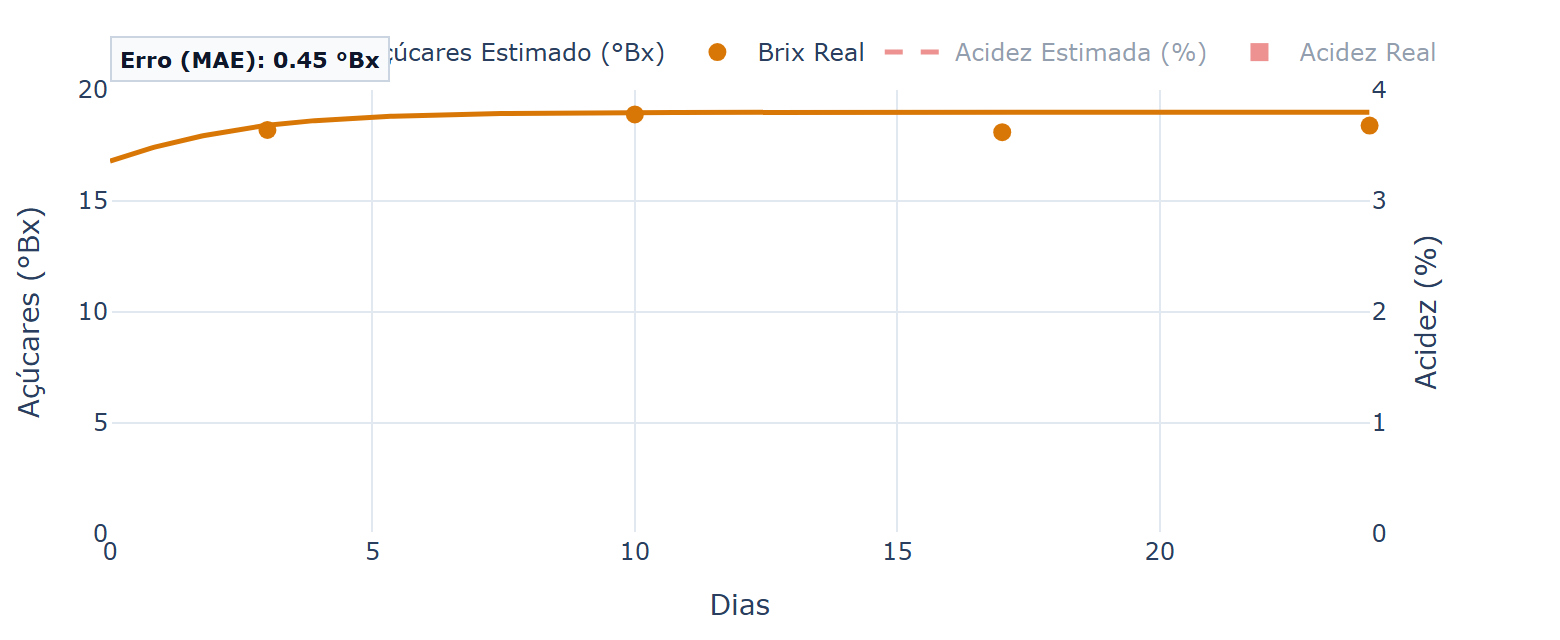 Erro (MAE): 0.45 ºBx
çúcares Estimado (°Bx) Brix Real Acidez Estimada (%) Acidez Real
20 4
15 3
10 2
5 1
0 0
0 5 10 15 20
Açúcares (°Bx)
Acidez (%)
Dias